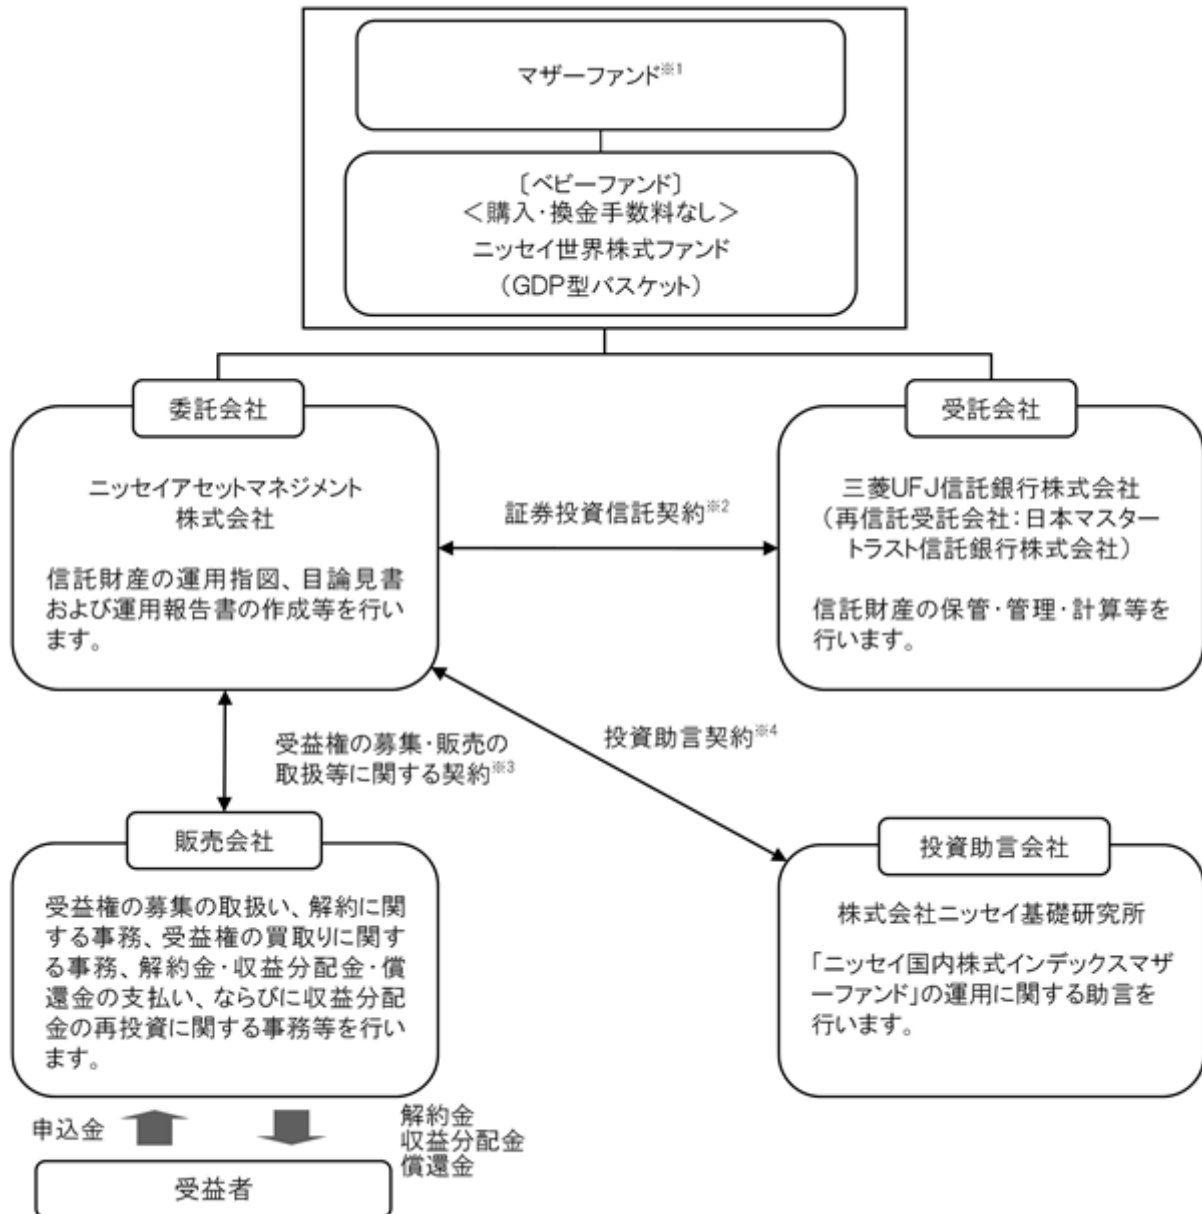 マザーファンド※1
〔ベビーファンド〕
＜購入・換金手数料なし＞
ニッセイ世界株式ファンド
（GDP型バスケット）
委託会社
ニッセイアセットマネジメント
株式会社
信託財産の運用指図、目論見書
および運用報告書の作成等を行い
ます。
証券投資信託契約※2
受託会社
三菱UFJ信託銀行株式会社
（再信託受託会社：日本マスター
トラスト信託銀行株式会社）
信託財産の保管・管理・計算等を
行います。
受益権の募集・販売の
取扱等に関する契約※3
投資助言契約※4
販売会社
受益権の募集の取扱い、解約に関
する事務、受益権の買取りに関す
る事務、解約金・収益分配金・償
還金の支払い、ならびに収益分配
金の再投資に関する事務等を行い
ます。
投資助言会社
株式会社ニッセイ基礎研究所
「ニッセイ国内株式インデックスマザ
ーファンド」の運用に関する助言を
行います。
申込金
解約金
収益分配金
償還金
受益者